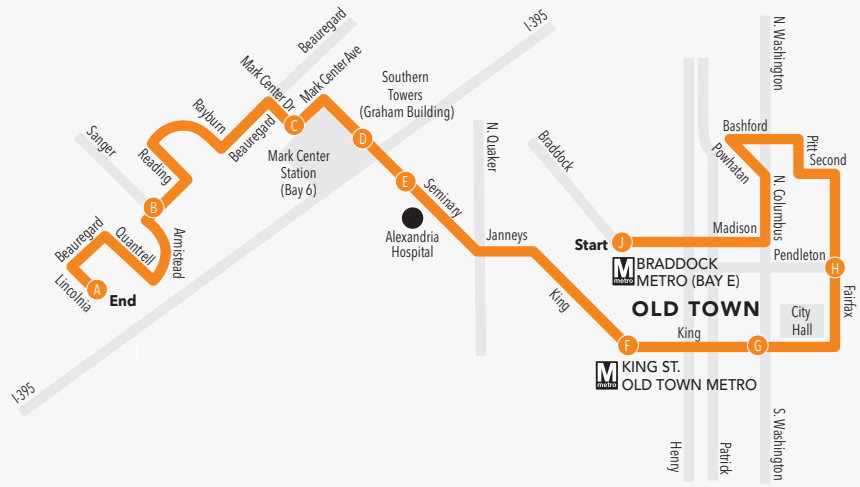 Beauregard
I-395
N. Washington
Mark Center Dr
Mark Center Ave
Southern
Towers
(Graham Building)
Rayburn
Beauregard
C
D
Sanger
Reading
Mark Center
Station
(Bay 6)
N. Quaker
Braddock
Bashford
Pitt
Second
Powhatan
E
Seminary
N. Columbus
B
Beauregard
Quantrell
Armistead
Alexandria
Hospital
Janneys
Start
J
Madison
Lincolnia
A
End
M
metro
BRADDOCK
METRO (BAY E)
Pendleton
H
King
OLD TOWN
City
Hall
Fairfax
F
King
G
M
metro
KING ST.
OLD TOWN METRO
I-395
Henry
Patrick
S. Washington